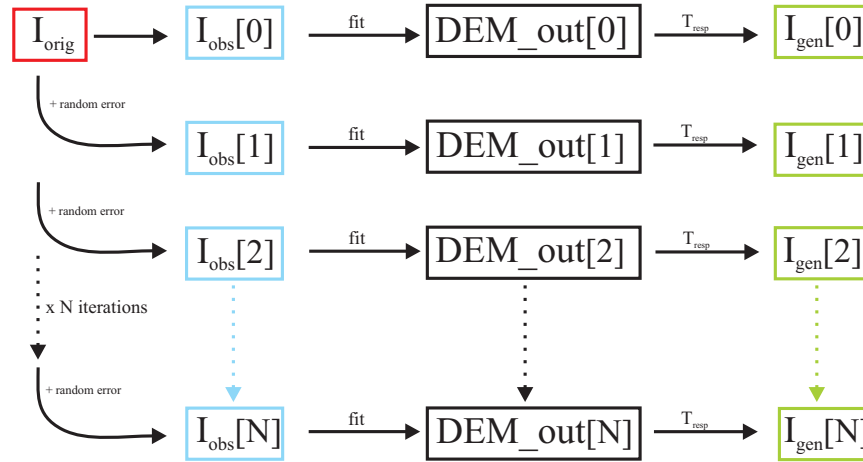 I_orig I_obs[0] fit DEM_out[0] T_resp I_gen[0]
+ random error
I_obs[1] fit DEM_out[1] T_resp I_gen[1]
+ random error
I_obs[2] fit DEM_out[2] T_resp I_gen[2]
x N iterations
+ random error
I_obs[N] fit DEM_out[N] T_resp I_gen[N]